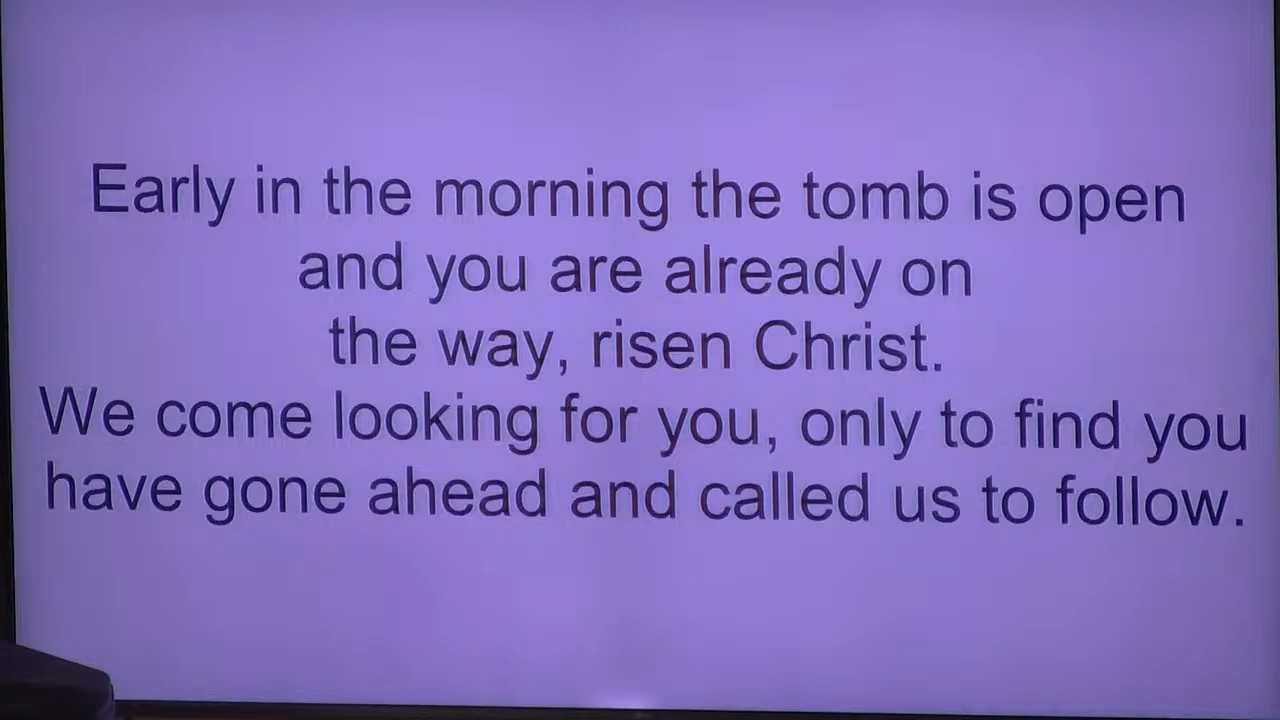 Early in the morning the tomb is open
and you are already on
the way, risen Christ.
We come looking for you, only to find you
have gone ahead and called us to follow.